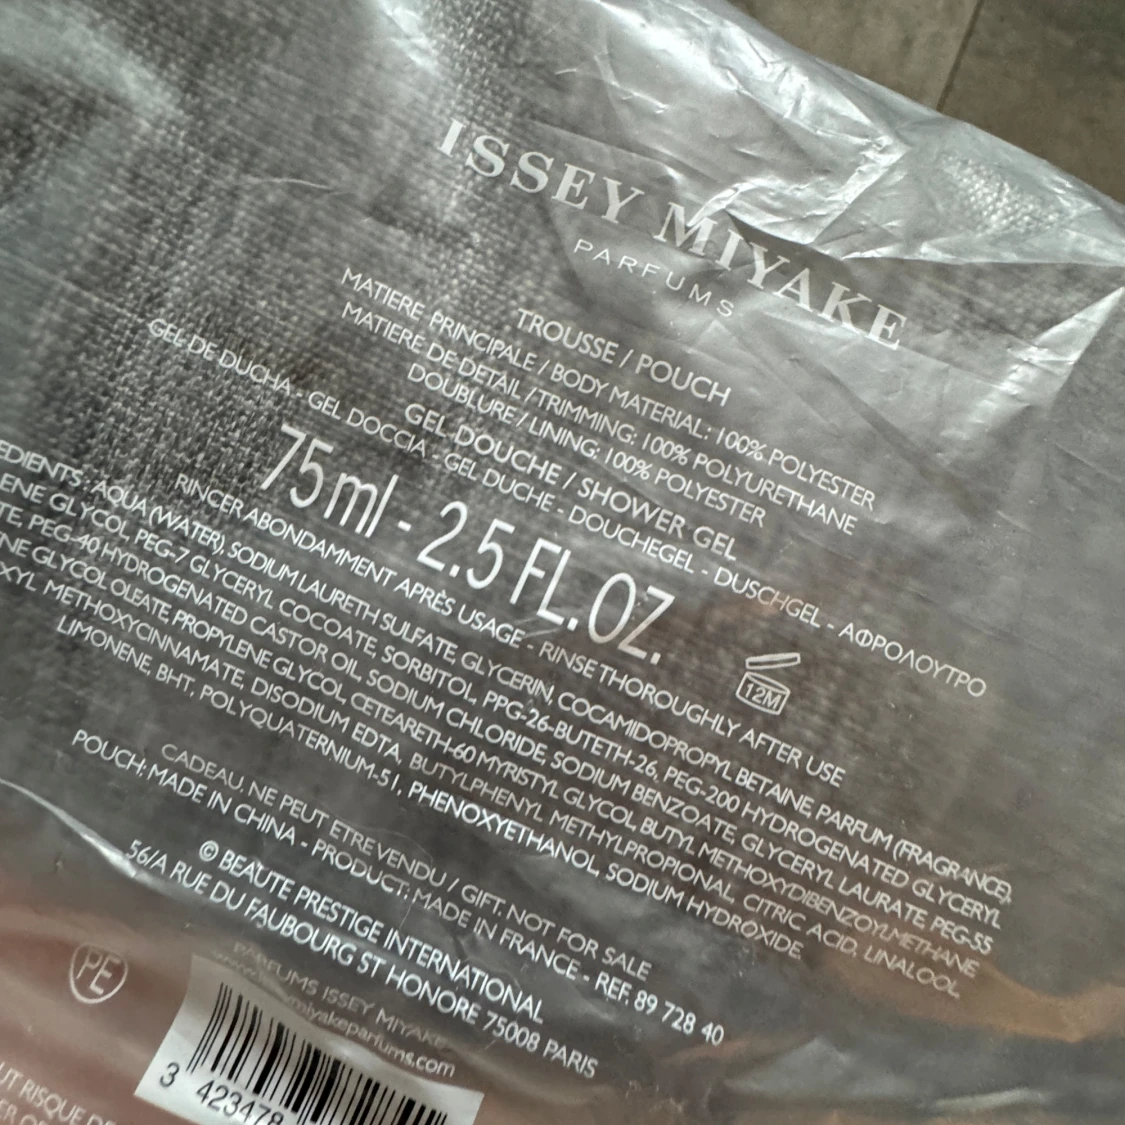 ISSEY MIYAKE
PARFUMS
TROUSSE / POUCH
MATIERE PRINCIPALE / BODY MATERIAL: 100% POLYESTER
MATIERE DE DETAIL / TRIMMING: 100% POLYURETHANE
DOUBLURE / LINING: 100% POLYESTER
GEL DOUCHE / SHOWER GEL
GEL DE DUCHA - GEL DOCCIA - GEL DUCHE - DOUCHEGEL - DUSCHGEL - ΑΦΡΟΛΟΥΤΡΟ
75 ml - 2.5 FL.OZ.
12M
RINCER ABONDAMMENT APRÈS USAGE - RINSE THOROUGHLY AFTER USE
EDIENTS : AQUA (WATER), SODIUM LAURETH SULFATE, GLYCERIN, COCAMIDOPROPYL BETAINE, PARFUM (FRAGRANCE),
ENE GLYCOL, PEG-7 GLYCERYL COCOATE, SORBITOL, PPG-26-BUTETH-26, PEG-200 HYDROGENATED GLYCERYL
TE, PEG-40 HYDROGENATED CASTOR OIL, SODIUM CHLORIDE, SODIUM BENZOATE, GLYCERYL LAURATE, PEG-55
NE GLYCOL OLEATE, PROPYLENE GLYCOL, CETEARETH-60 MYRISTYL GLYCOL, BUTYL METHOXYDIBENZOYLMETHANE
XYL METHOXYCINNAMATE, DISODIUM EDTA, BUTYLPHENYL METHYLPROPIONAL, CITRIC ACID, LINALOOL,
LIMONENE, BHT, POLYQUATERNIUM-51, PHENOXYETHANOL, SODIUM HYDROXIDE.
CADEAU, NE PEUT ETRE VENDU / GIFT, NOT FOR SALE
POUCH: MADE IN CHINA - PRODUCT: MADE IN FRANCE - REF. 89 728 40
© BEAUTE PRESTIGE INTERNATIONAL
56/A RUE DU FAUBOURG ST HONORE 75008 PARIS
PARFUMS ISSEY MIYAKE
miyakeparfums.com
PE
3 423478
UT RISQUE DE